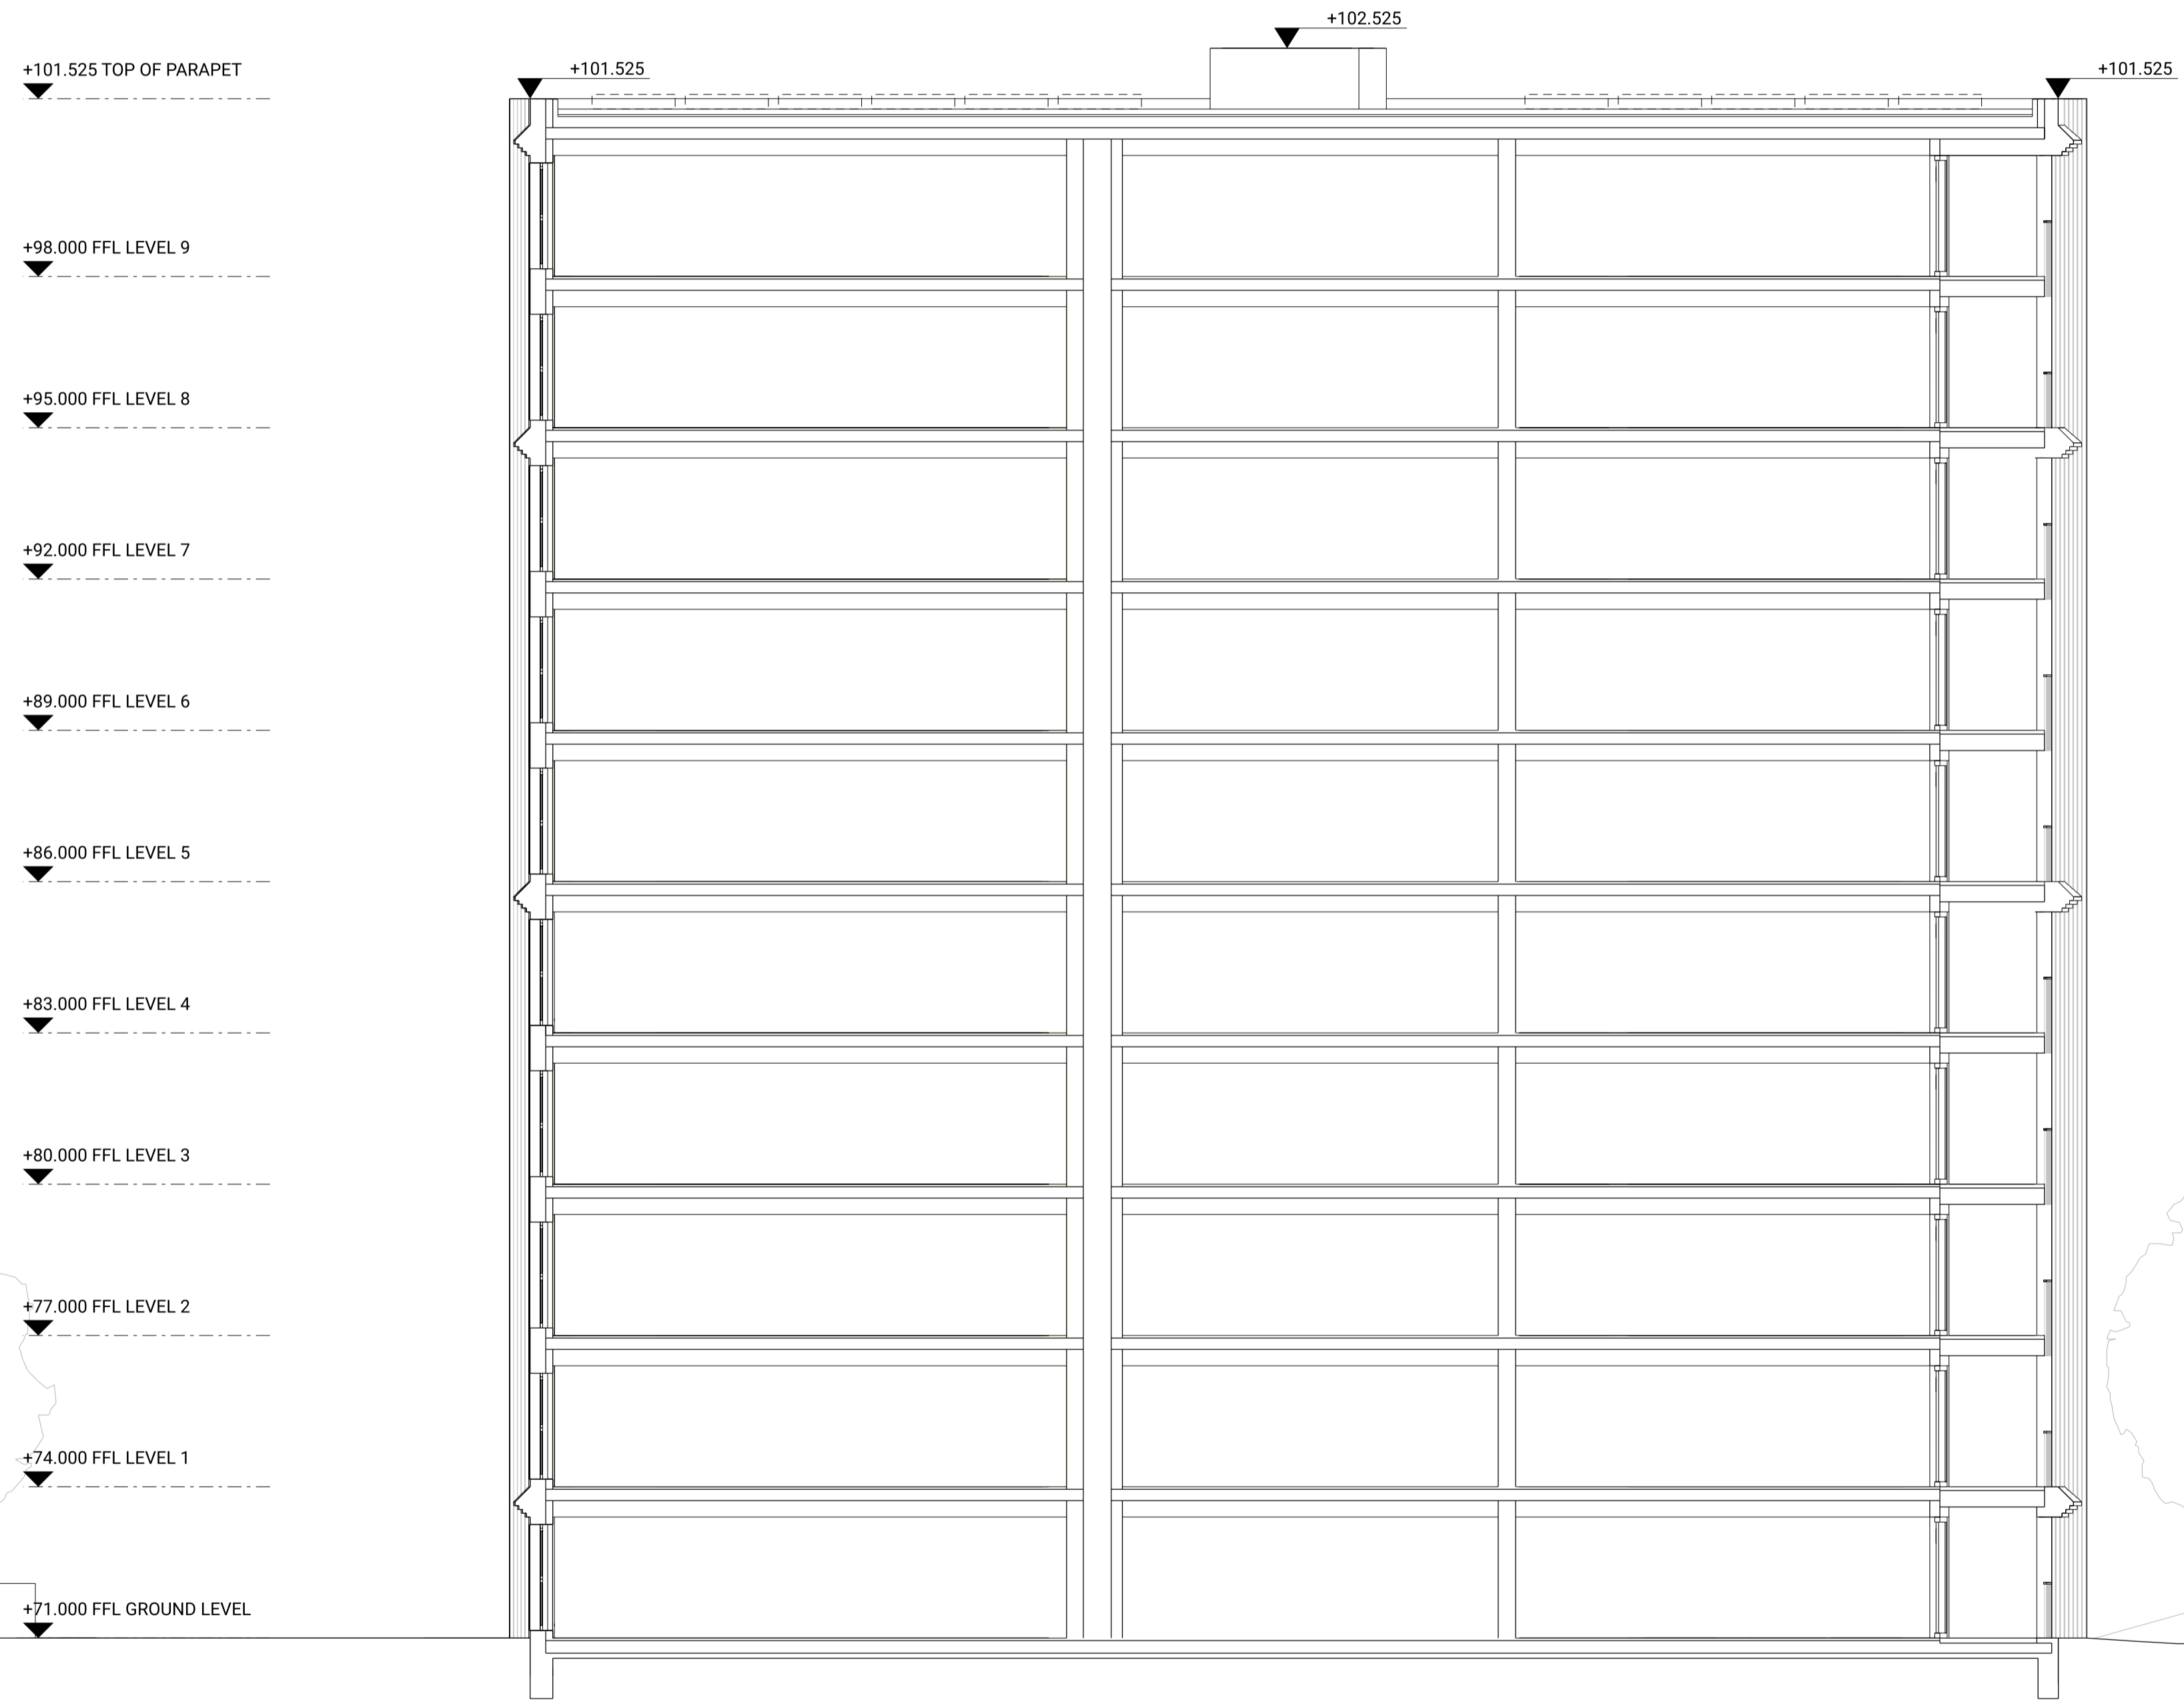 +102.525
+101.525 TOP OF PARAPET
+101.525
+101.525
+98.000 FFL LEVEL 9
+95.000 FFL LEVEL 8
+92.000 FFL LEVEL 7
+89.000 FFL LEVEL 6
+86.000 FFL LEVEL 5
+83.000 FFL LEVEL 4
+80.000 FFL LEVEL 3
+77.000 FFL LEVEL 2
+74.000 FFL LEVEL 1
+71.000 FFL GROUND LEVEL